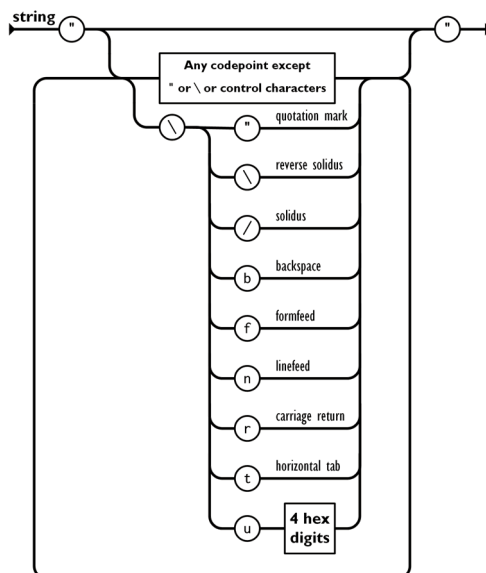 string
" "
Any codepoint except
" or \ or control characters
\ " quotation mark
\ reverse solidus
/ solidus
b backspace
f formfeed
n linefeed
r carriage return
t horizontal tab
u 4 hex
digits